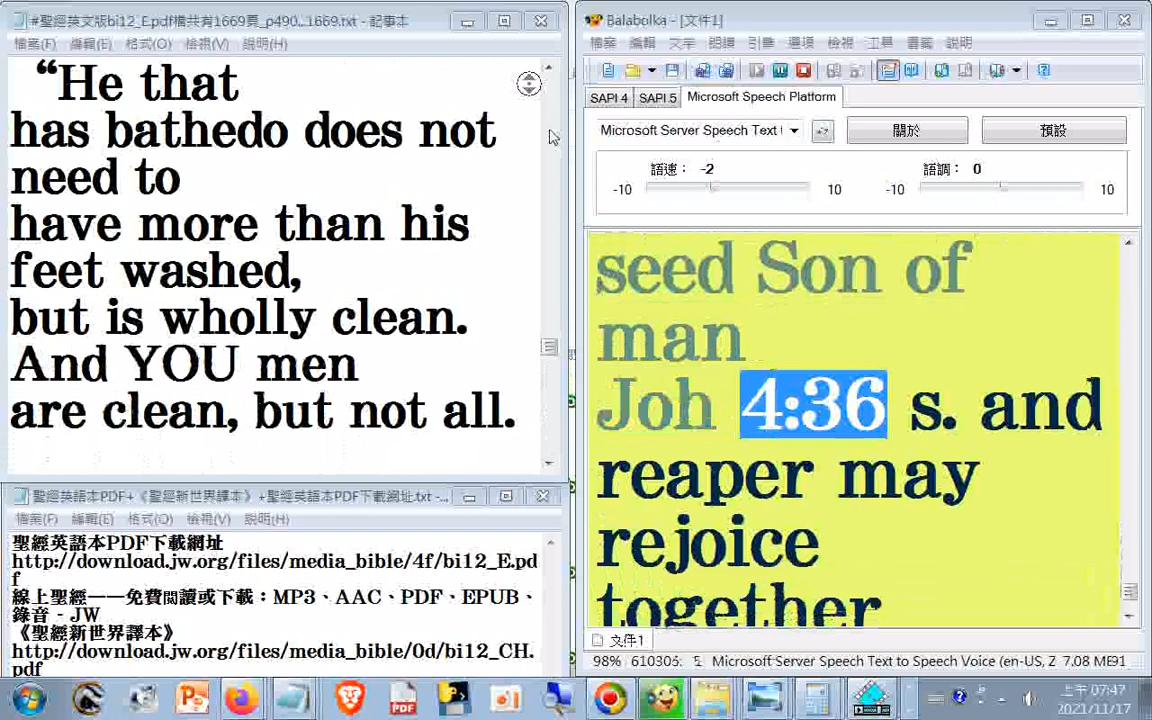 #聖經英文版bi12_E.pdf檔共有1669頁_p490...1669.txt - 記事本
檔案(F) 編輯(E) 格式(O) 檢視(V) 說明(H)
“He that
has bathedo does not
need to
have more than his
feet washed,
but is wholly clean.
And YOU men
are clean, but not all.
聖經英語本PDF+《聖經新世界譯本》+聖經英語本PDF下載網址.txt -...
檔案(F) 編輯(E) 格式(O) 檢視(V) 說明(H)
聖經英語本PDF下載網址
http://download.jw.org/files/media_bible/4f/bi12_E.pd
f
線上聖經——免費閱讀或下載：MP3、AAC、PDF、EPUB、
錄音 - JW
《聖經新世界譯本》
http://download.jw.org/files/media_bible/0d/bi12_CH.
pdf
Balabolka - [文件1]
檔案 編輯 文字 朗讀 引擎 選項 檢視 工具 書籤 說明
SAPI 4 SAPI 5 Microsoft Speech Platform
Microsoft Server Speech Text 關於 預設
語速： -2 語調： 0
-10 10 -10 10
seed Son of
man
Joh 4:36 s. and
reaper may
rejoice
together
文件1
98% 610305: Microsoft Server Speech Text to Speech Voice (en-US, Z 7.08 ME91
上午 07:47
2021/11/17